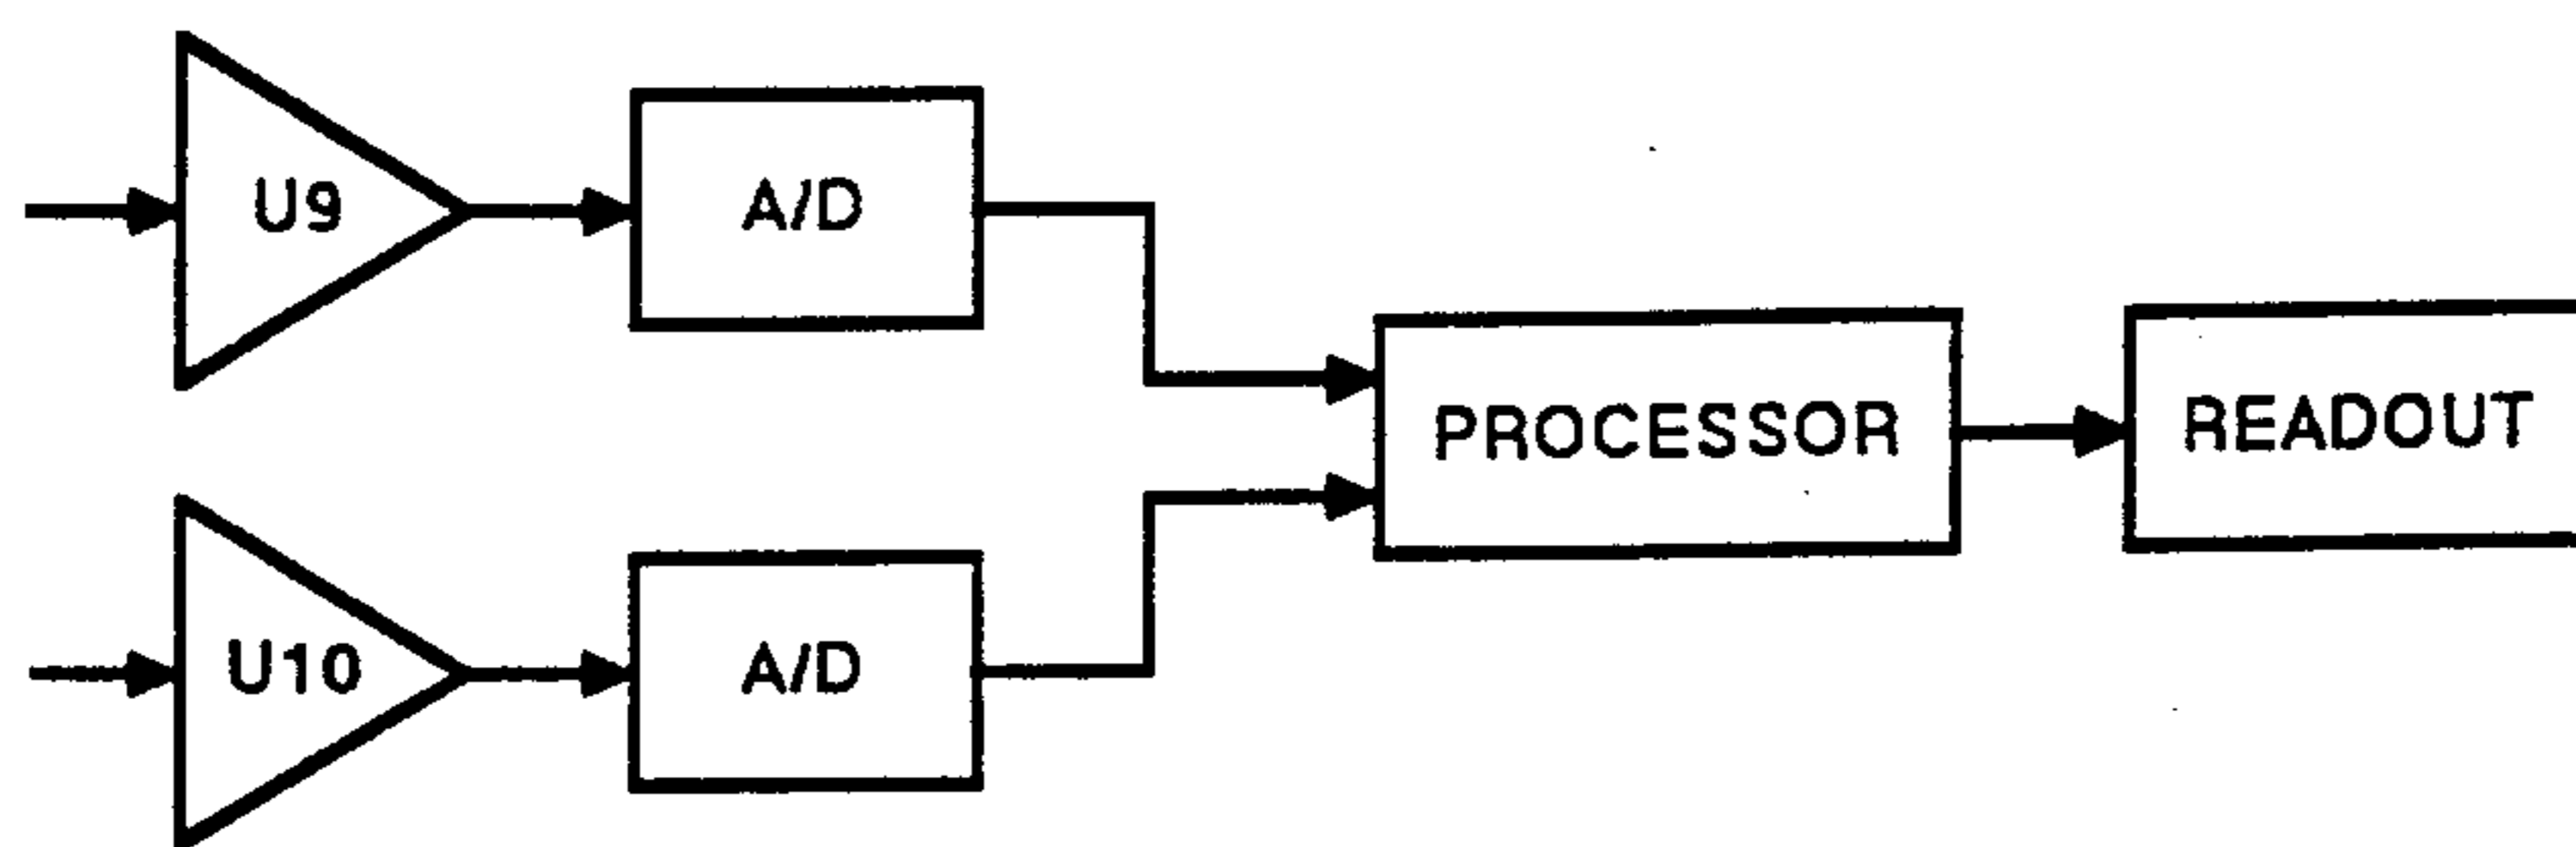 U9
A/D
PROCESSOR
READOUT
U10
A/D